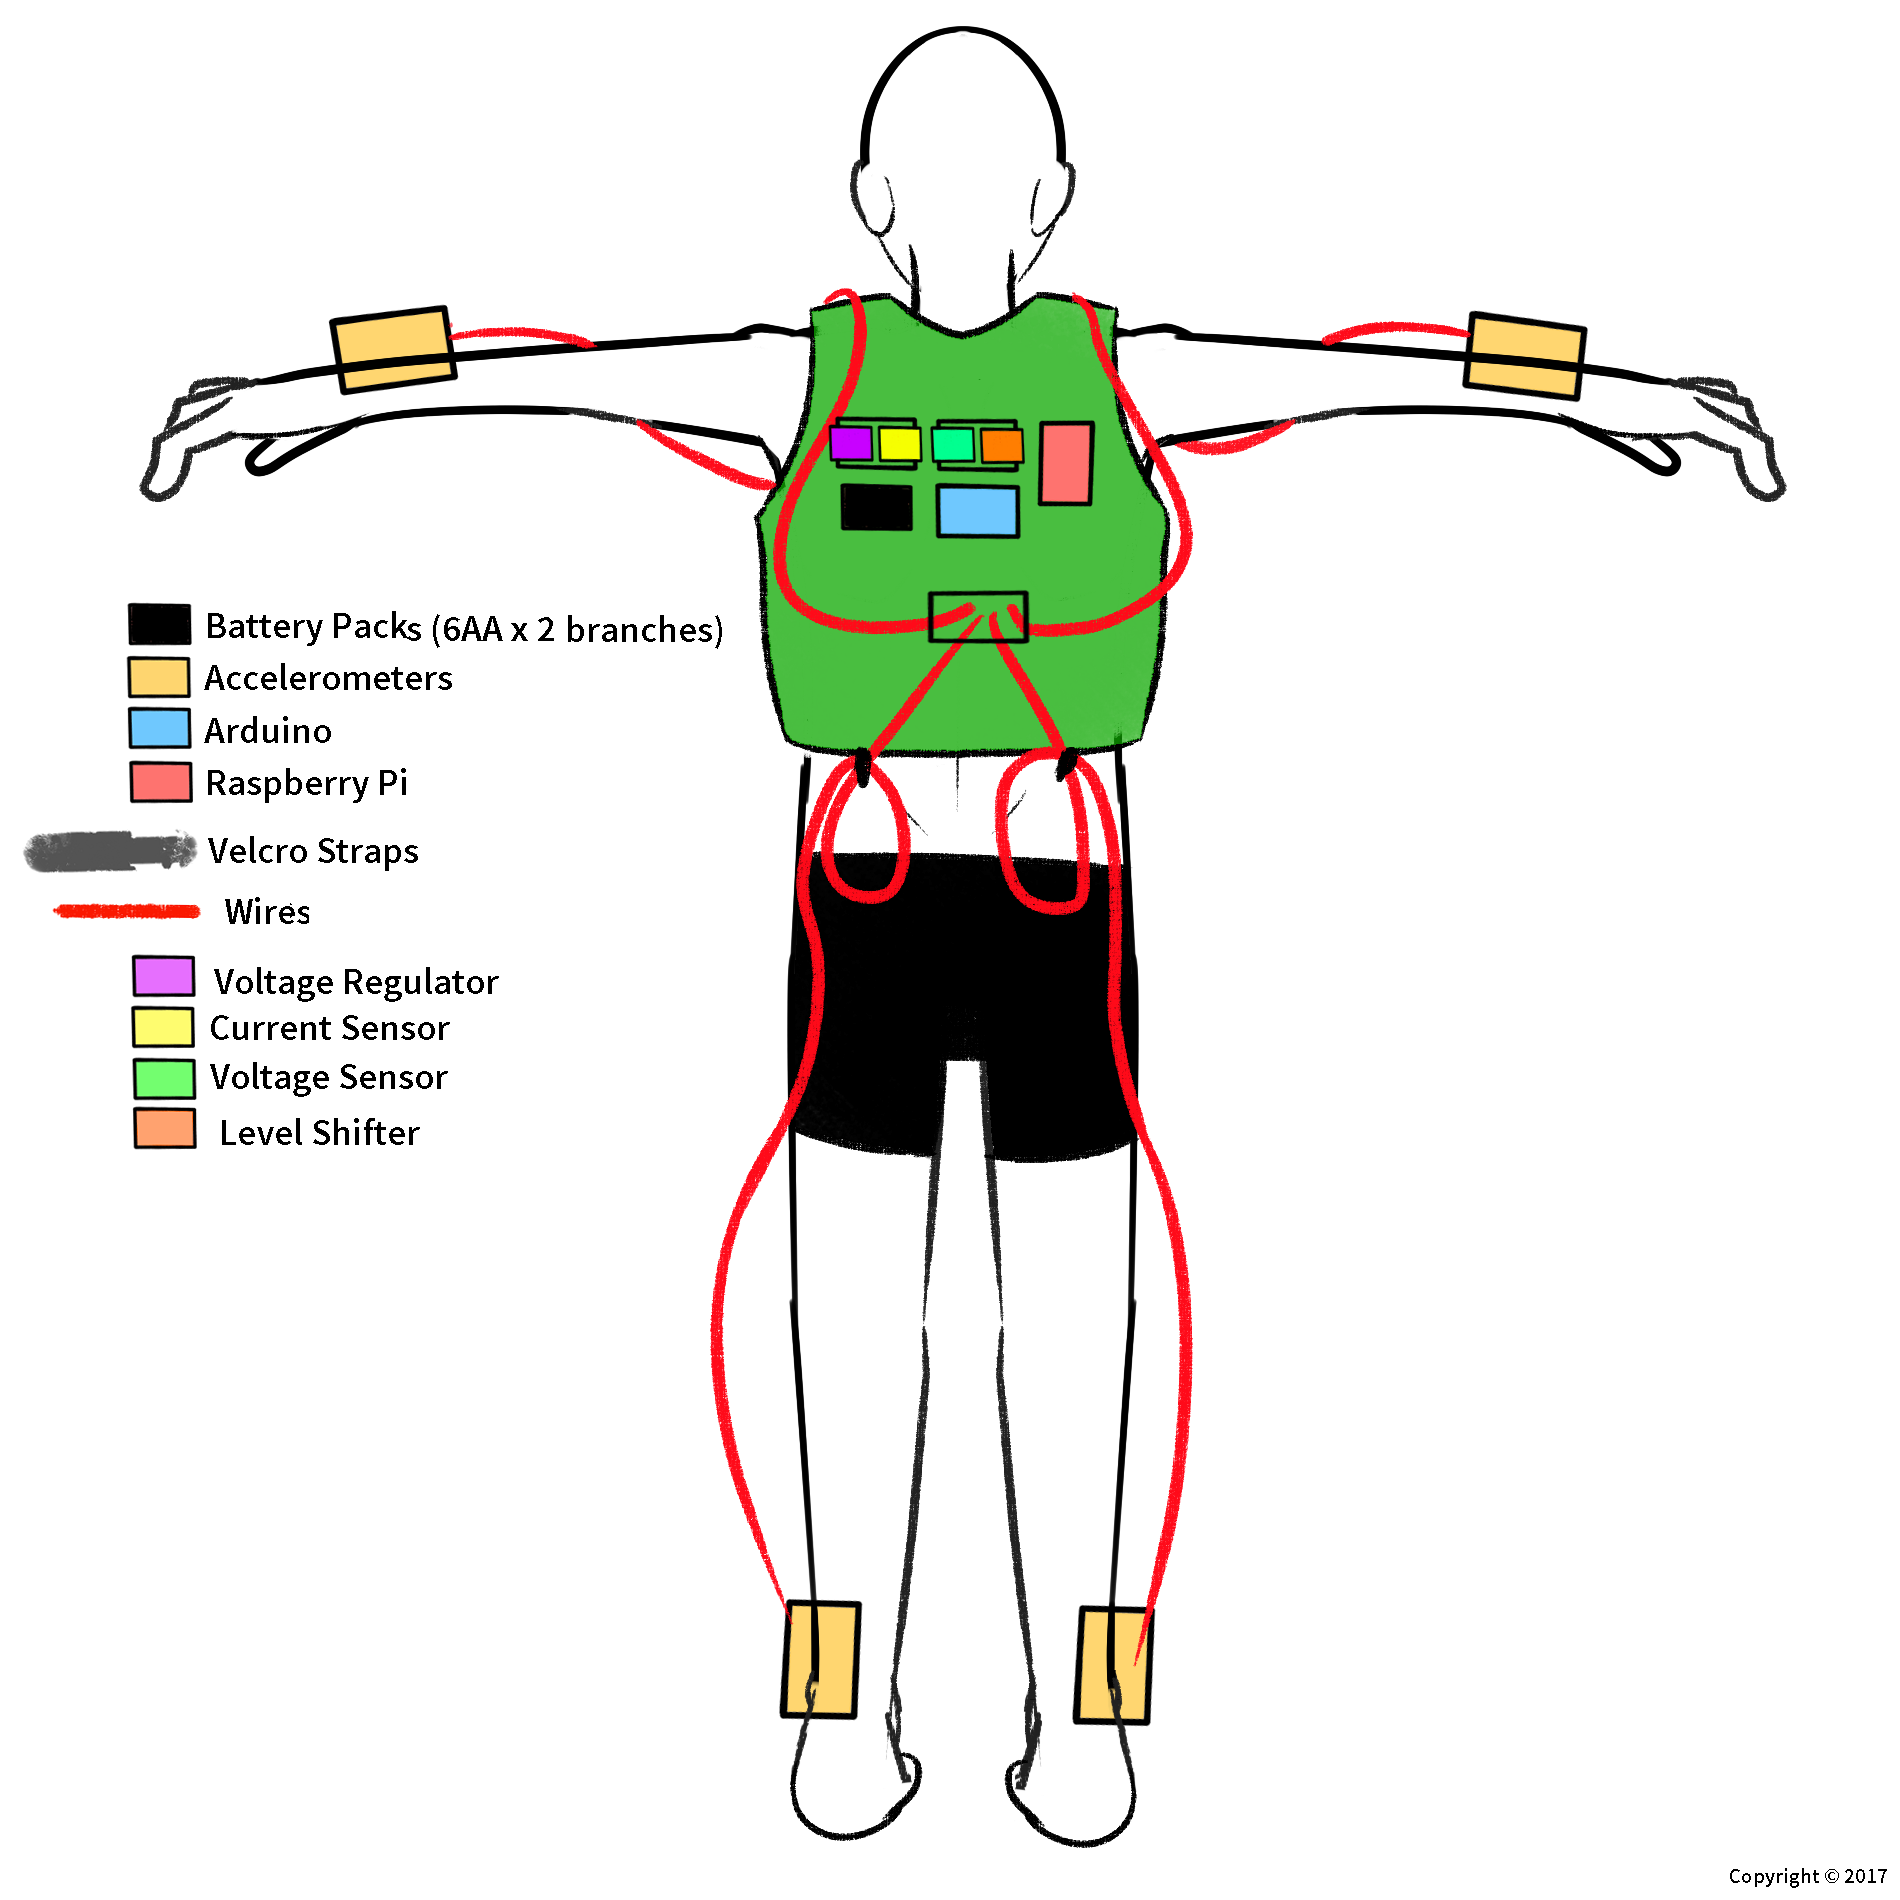 Battery Packs (6AA x 2 branches)
Accelerometers
Arduino
Raspberry Pi
Velcro Straps
Wires
Voltage Regulator
Current Sensor
Voltage Sensor
Level Shifter
Copyright © 2017